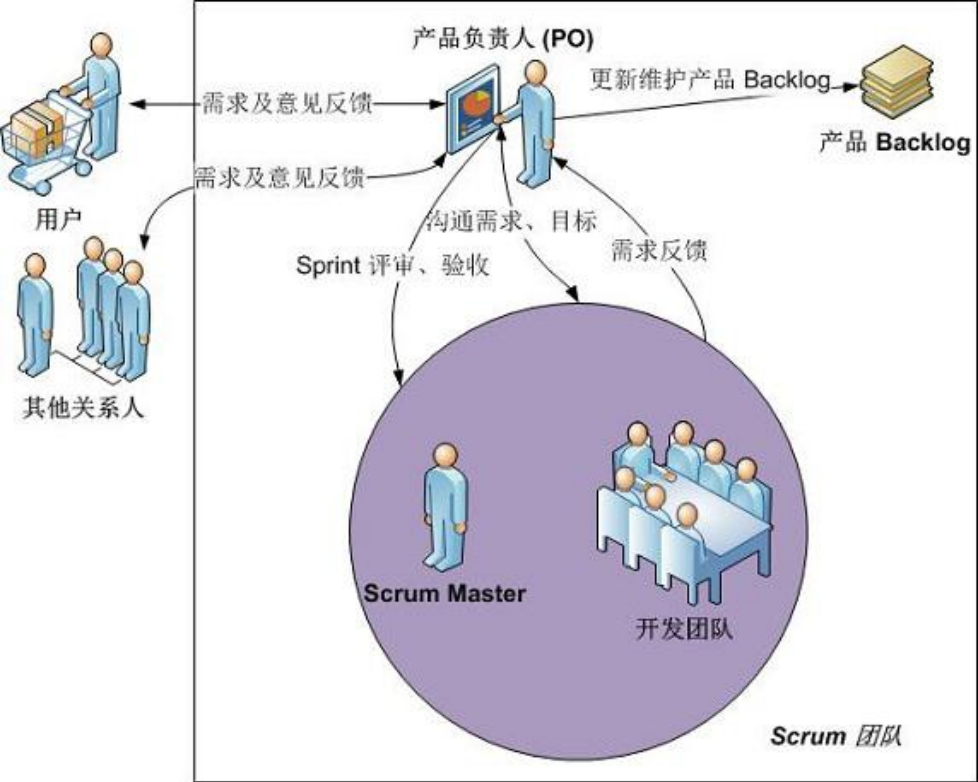 产品负责人 (PO)
更新维护产品 Backlog
需求及意见反馈
产品 Backlog
需求及意见反馈
用户
沟通需求、目标
需求反馈
Sprint 评审、验收
其他关系人
Scrum Master
开发团队
Scrum 团队